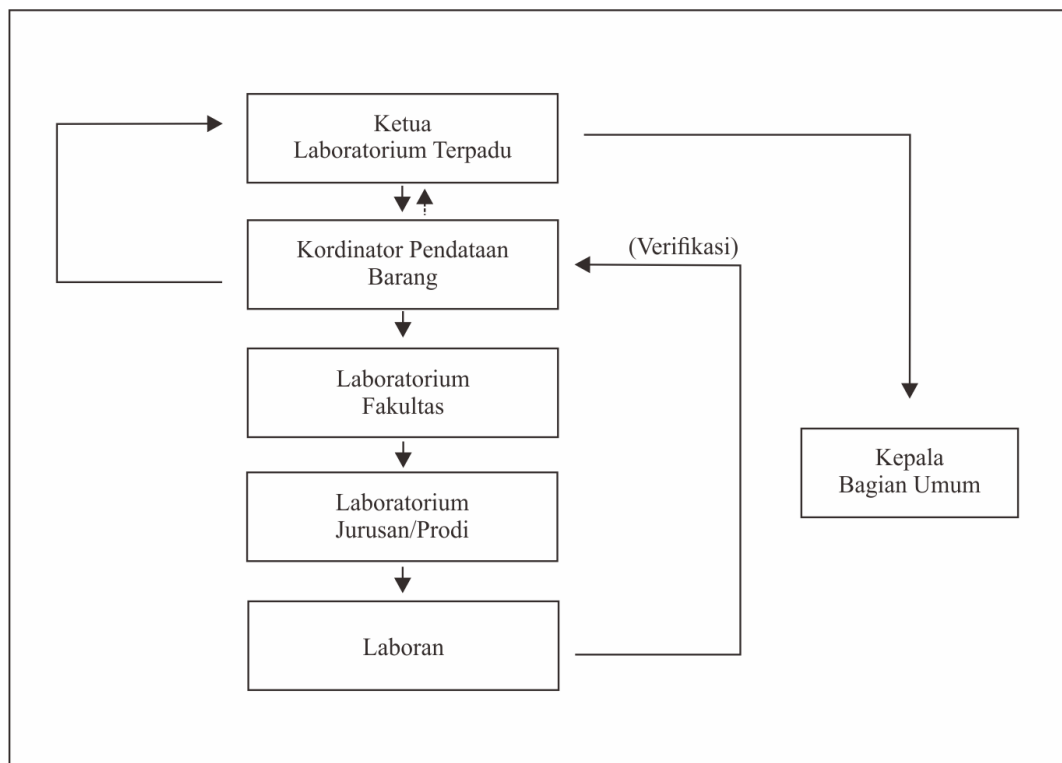 Ketua
Laboratorium Terpadu
Kordinator Pendataan
Barang
(Verifikasi)
Laboratorium
Fakultas
Laboratorium
Jurusan/Prodi
Kepala
Bagian Umum
Laboran